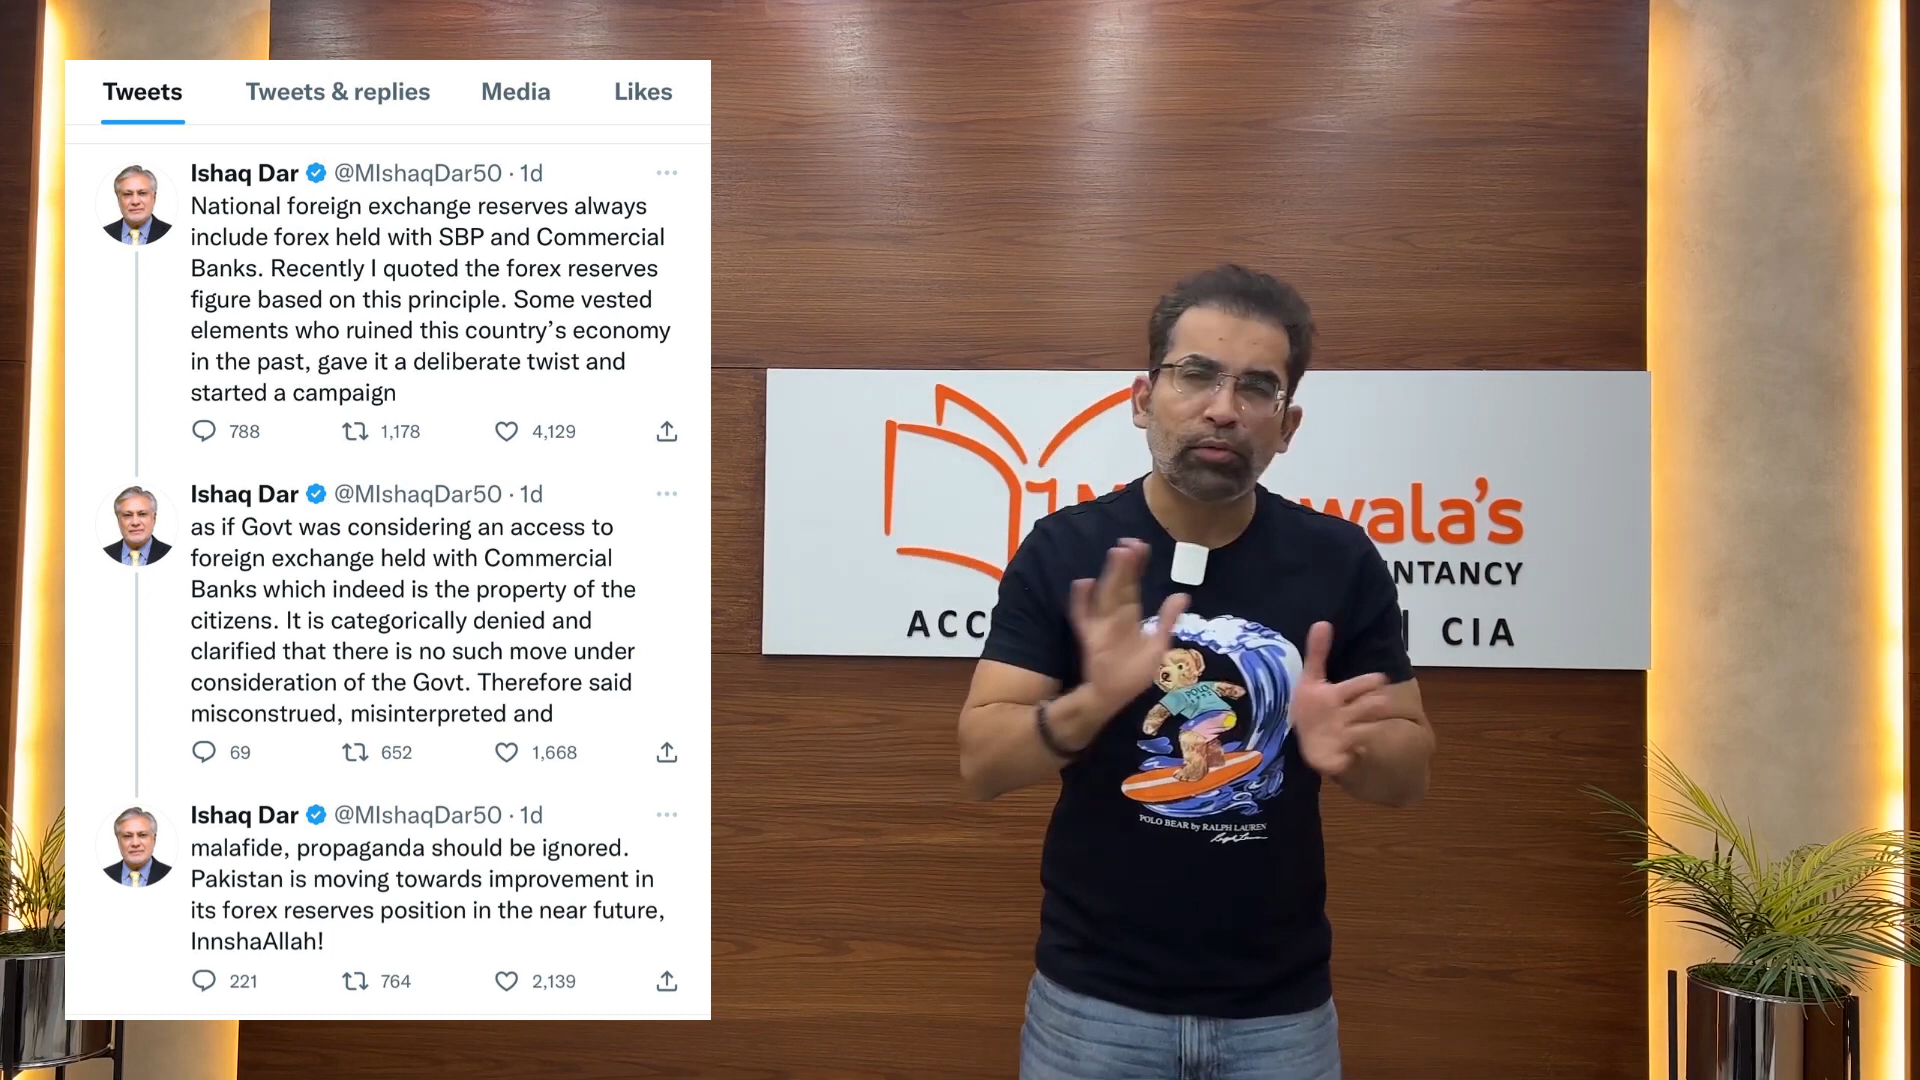 Tweets Tweets & replies Media Likes
Ishaq Dar @MIshaqDar50 · 1d
National foreign exchange reserves always
include forex held with SBP and Commercial
Banks. Recently I quoted the forex reserves
figure based on this principle. Some vested
elements who ruined this country’s economy
in the past, gave it a deliberate twist and
started a campaign
788 1,178 4,129
Ishaq Dar @MIshaqDar50 · 1d
as if Govt was considering an access to
foreign exchange held with Commercial
Banks which indeed is the property of the
citizens. It is categorically denied and
clarified that there is no such move under
consideration of the Govt. Therefore said
misconstrued, misinterpreted and
69 652 1,668
Ishaq Dar @MIshaqDar50 · 1d
malafide, propaganda should be ignored.
Pakistan is moving towards improvement in
its forex reserves position in the near future,
InnshaAllah!
221 764 2,139
wala’s
NTANCY
ACC | CIA
POLO
POLO BEAR by RALPH LAUREN